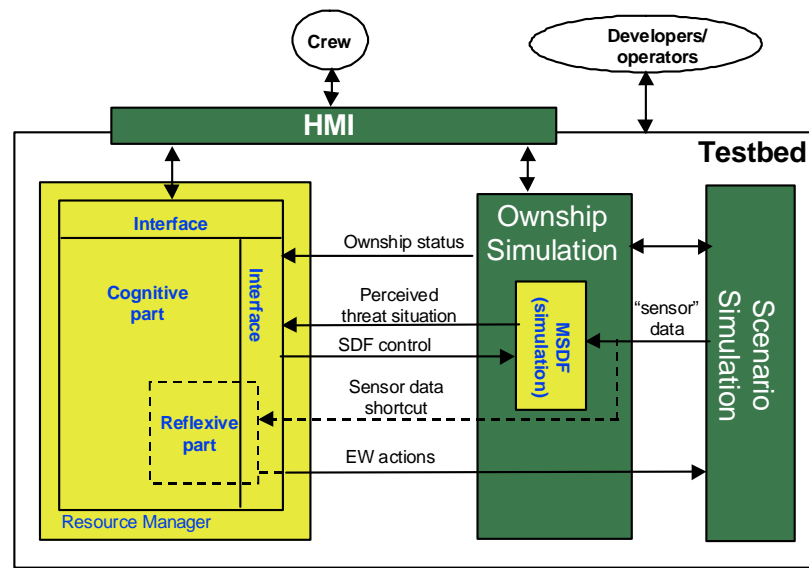 Crew
Developers/
operators
HMI
Testbed
Interface
Cognitive
part
Interface
Reflexive
part
Resource Manager
Ownship status
Perceived
threat situation
SDF control
Sensor data
shortcut
EW actions
Ownship
Simulation
MSDF
(simulation)
“sensor”
data
Scenario
Simulation